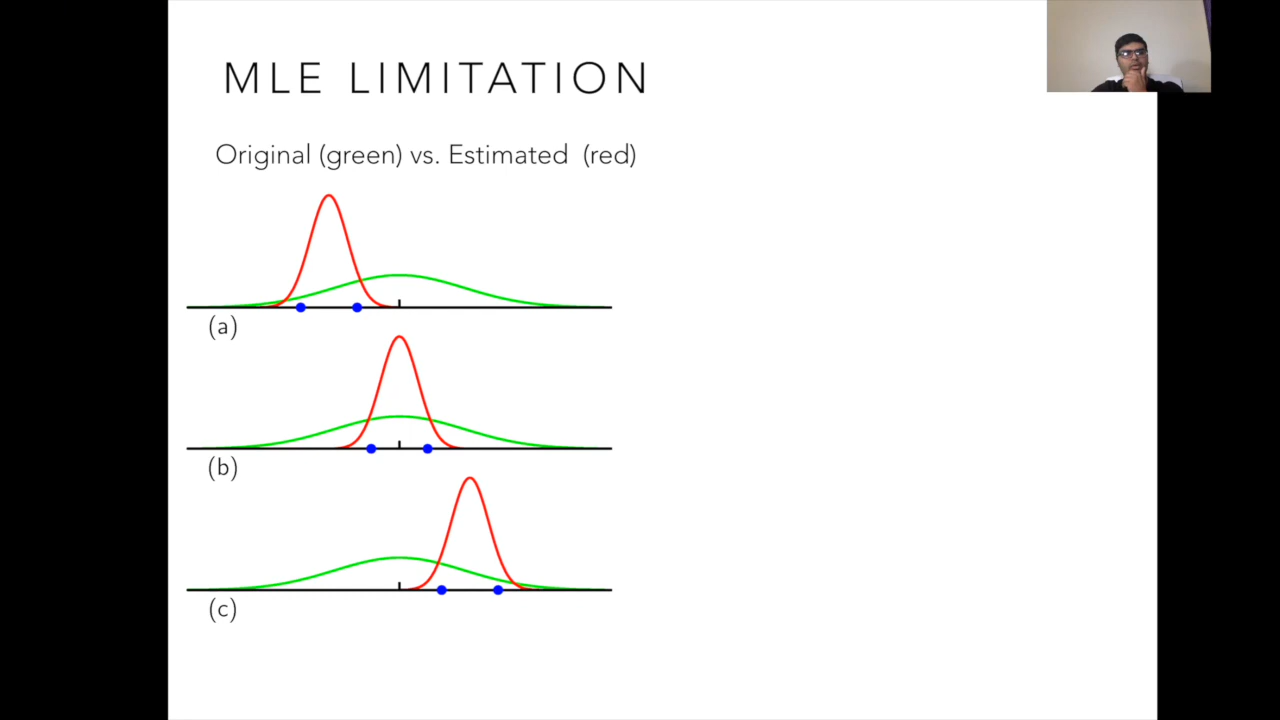 MLE LIMITATION
Original (green) vs. Estimated (red)
(a)
(b)
(c)